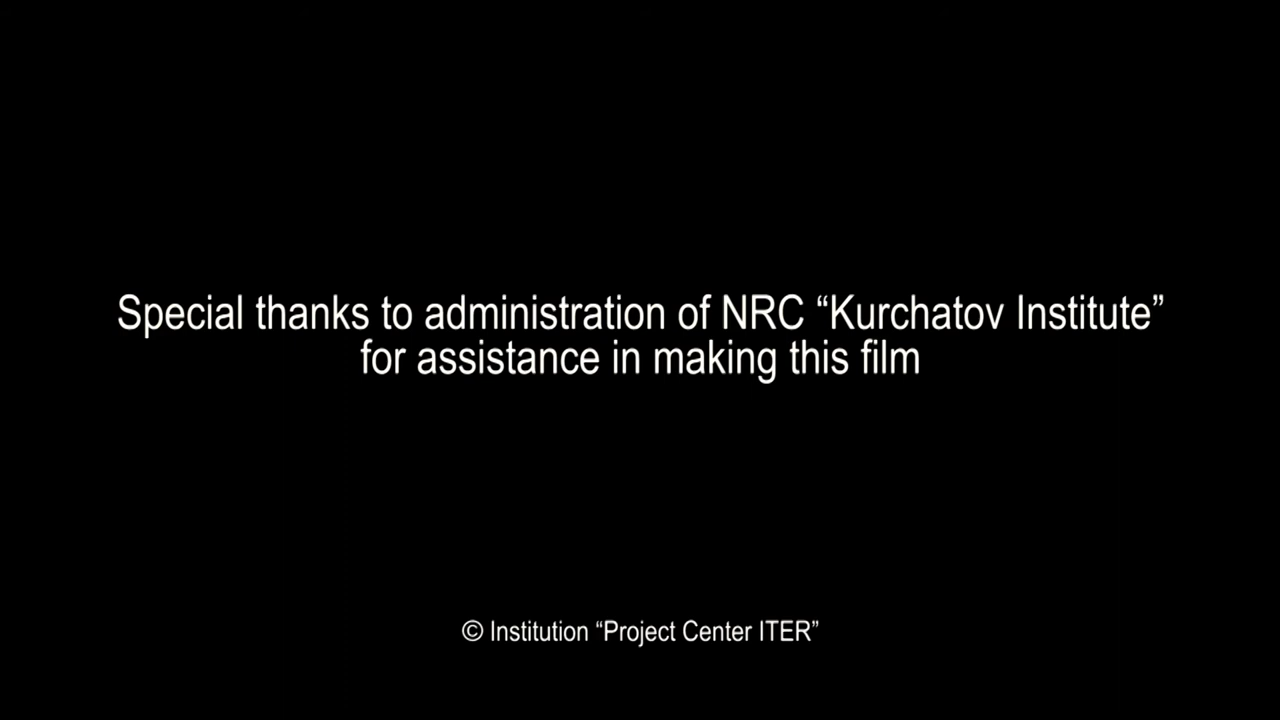 Special thanks to administration of NRC “Kurchatov Institute”
for assistance in making this film
© Institution “Project Center ITER”